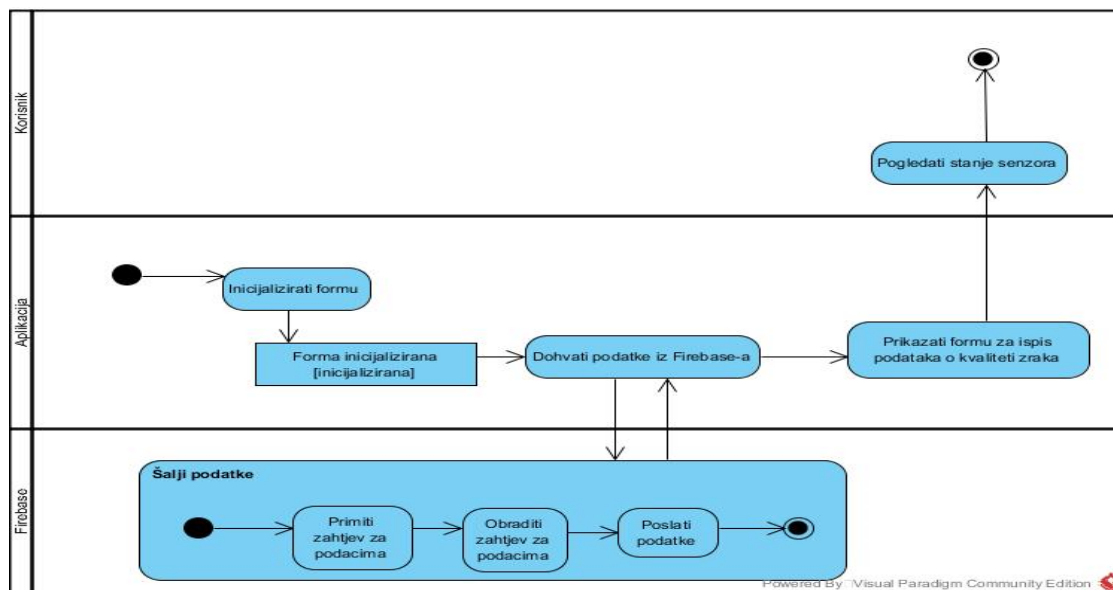 Korisnik
Pogledati stanje senzora
Aplikacija
Inicijalizirati formu
Forma inicijalizirana
[inicijalizirana]
Dohvati podatke iz Firebase-a
Prikazati formu za ispis
podataka o kvaliteti zraka
Firebase
Šalji podatke
Primiti
zahtjev za
podacima
Obraditi
zahtjev za
podacima
Poslati
podatke
Powered By Visual Paradigm Community Edition